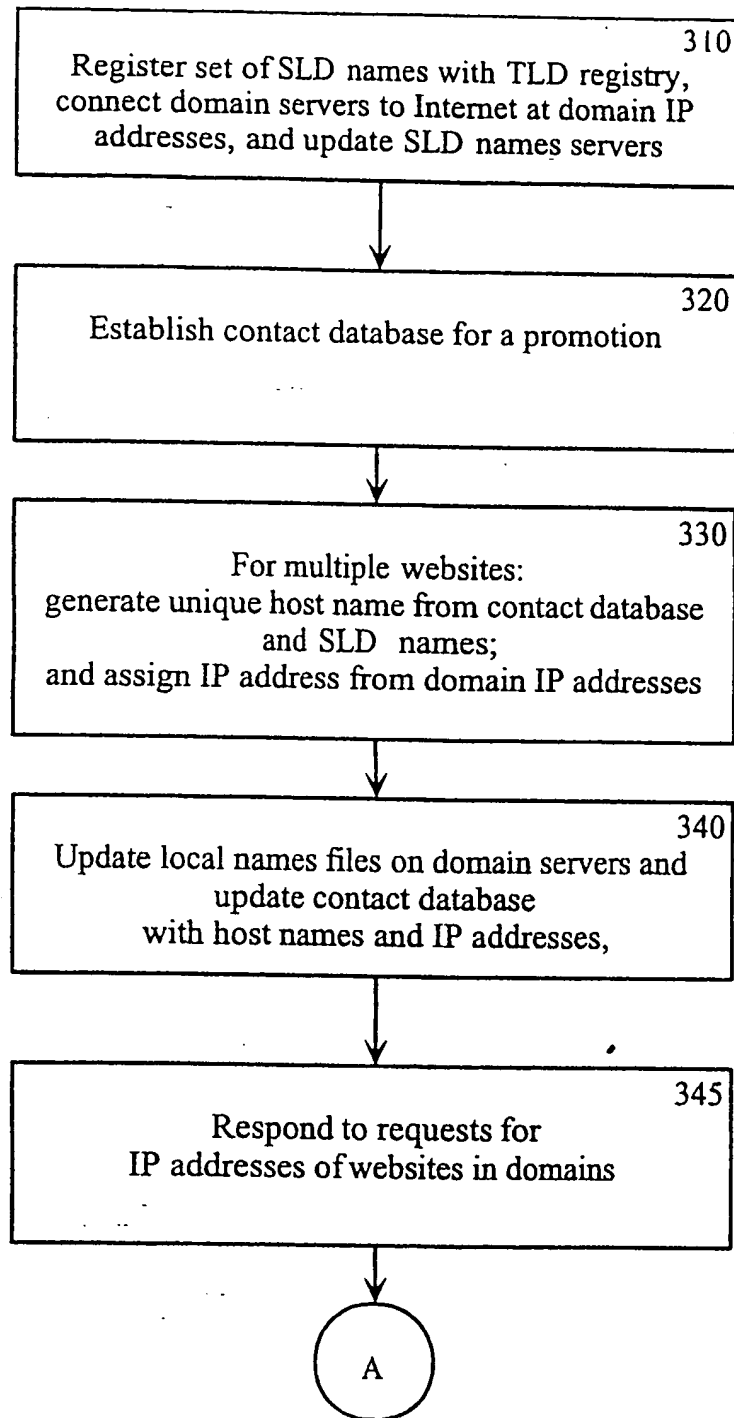 310
Register set of SLD names with TLD registry,
connect domain servers to Internet at domain IP
addresses, and update SLD names servers
320
Establish contact database for a promotion
330
For multiple websites:
generate unique host name from contact database
and SLD names;
and assign IP address from domain IP addresses
340
Update local names files on domain servers and
update contact database
with host names and IP addresses,
345
Respond to requests for
IP addresses of websites in domains
A